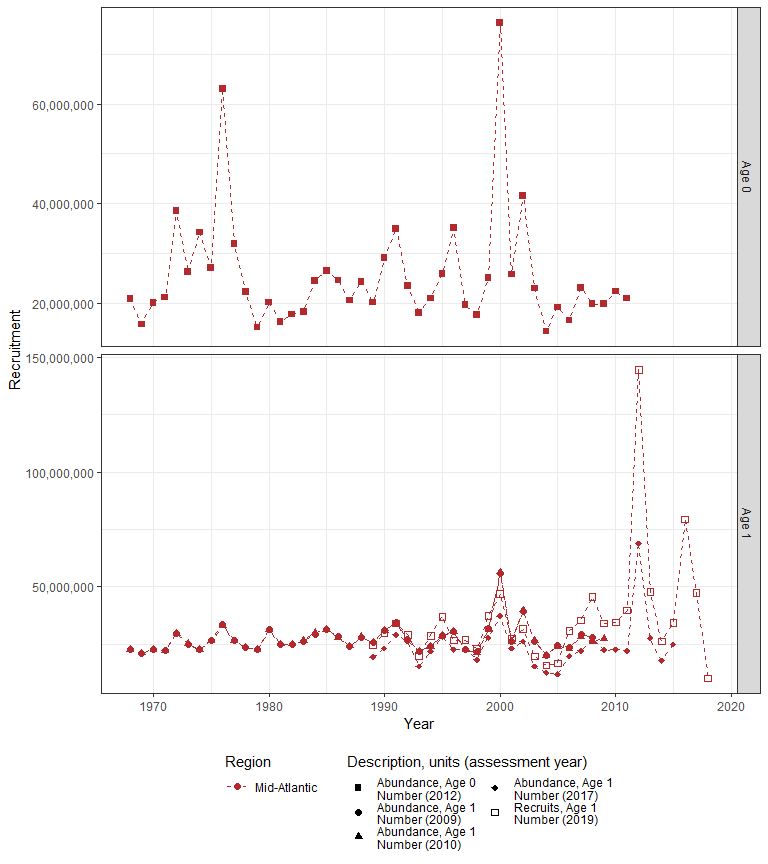 60,000,000
40,000,000
20,000,000
Age 0
Recruitment
150,000,000
100,000,000
50,000,000
Age 1
1970
1980
1990
2000
2010
2020
Year
Region
Mid-Atlantic
Description, units (assessment year)
Abundance, Age 0
Number (2012)
Abundance, Age 1
Number (2009)
Abundance, Age 1
Number (2010)
Abundance, Age 1
Number (2017)
Recruits, Age 1
Number (2019)